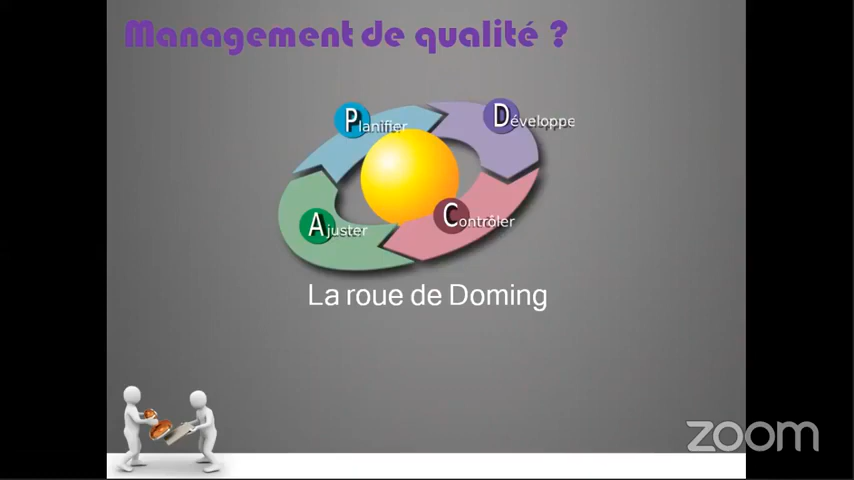 Management de qualité ?
Planifier
Développe
Ajuster
Contrôler
La roue de Doming
zoom